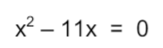 x² – 11x = 0